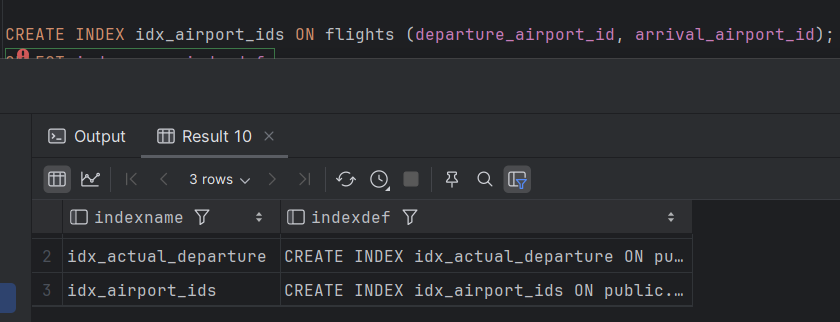 CREATE INDEX idx_airport_ids ON flights (departure_airport_id, arrival_airport_id);
Output Result 10
3 rows
indexname indexdef
2 idx_actual_departure CREATE INDEX idx_actual_departure ON pu…
3 idx_airport_ids CREATE INDEX idx_airport_ids ON public.…